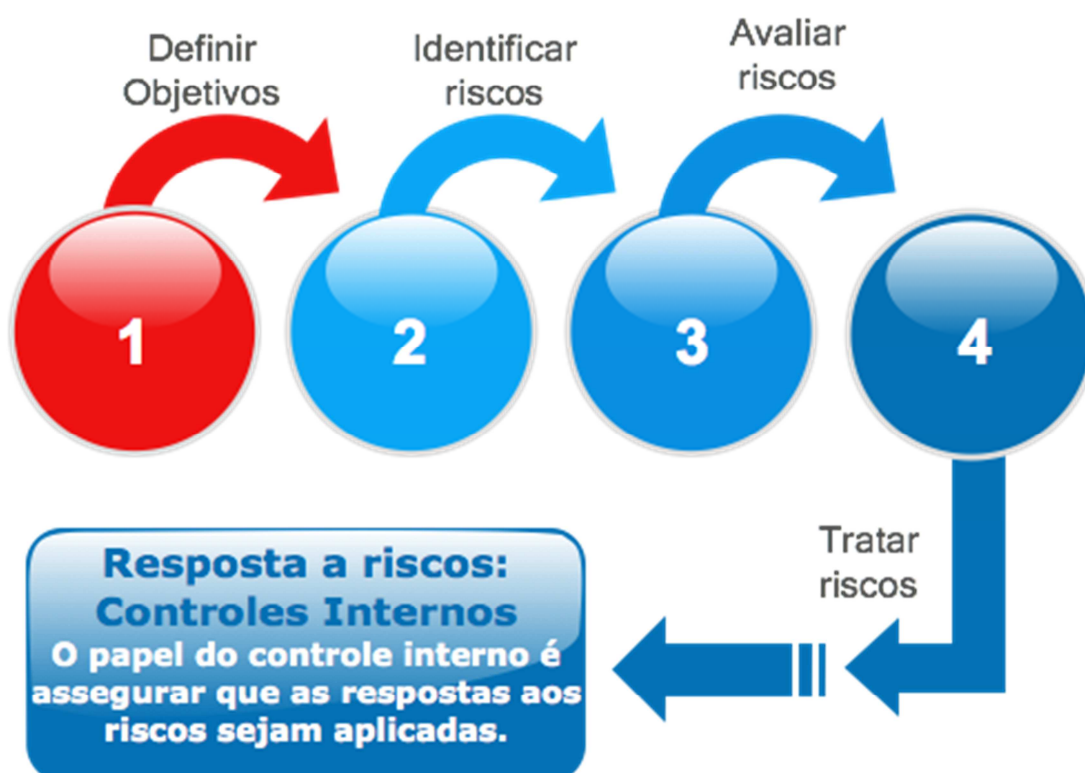 Definir
Objetivos
Identificar
riscos
Avaliar
riscos
1
2
3
4
Tratar
riscos
Resposta a riscos:
Controles Internos
O papel do controle interno é
assegurar que as respostas aos
riscos sejam aplicadas.